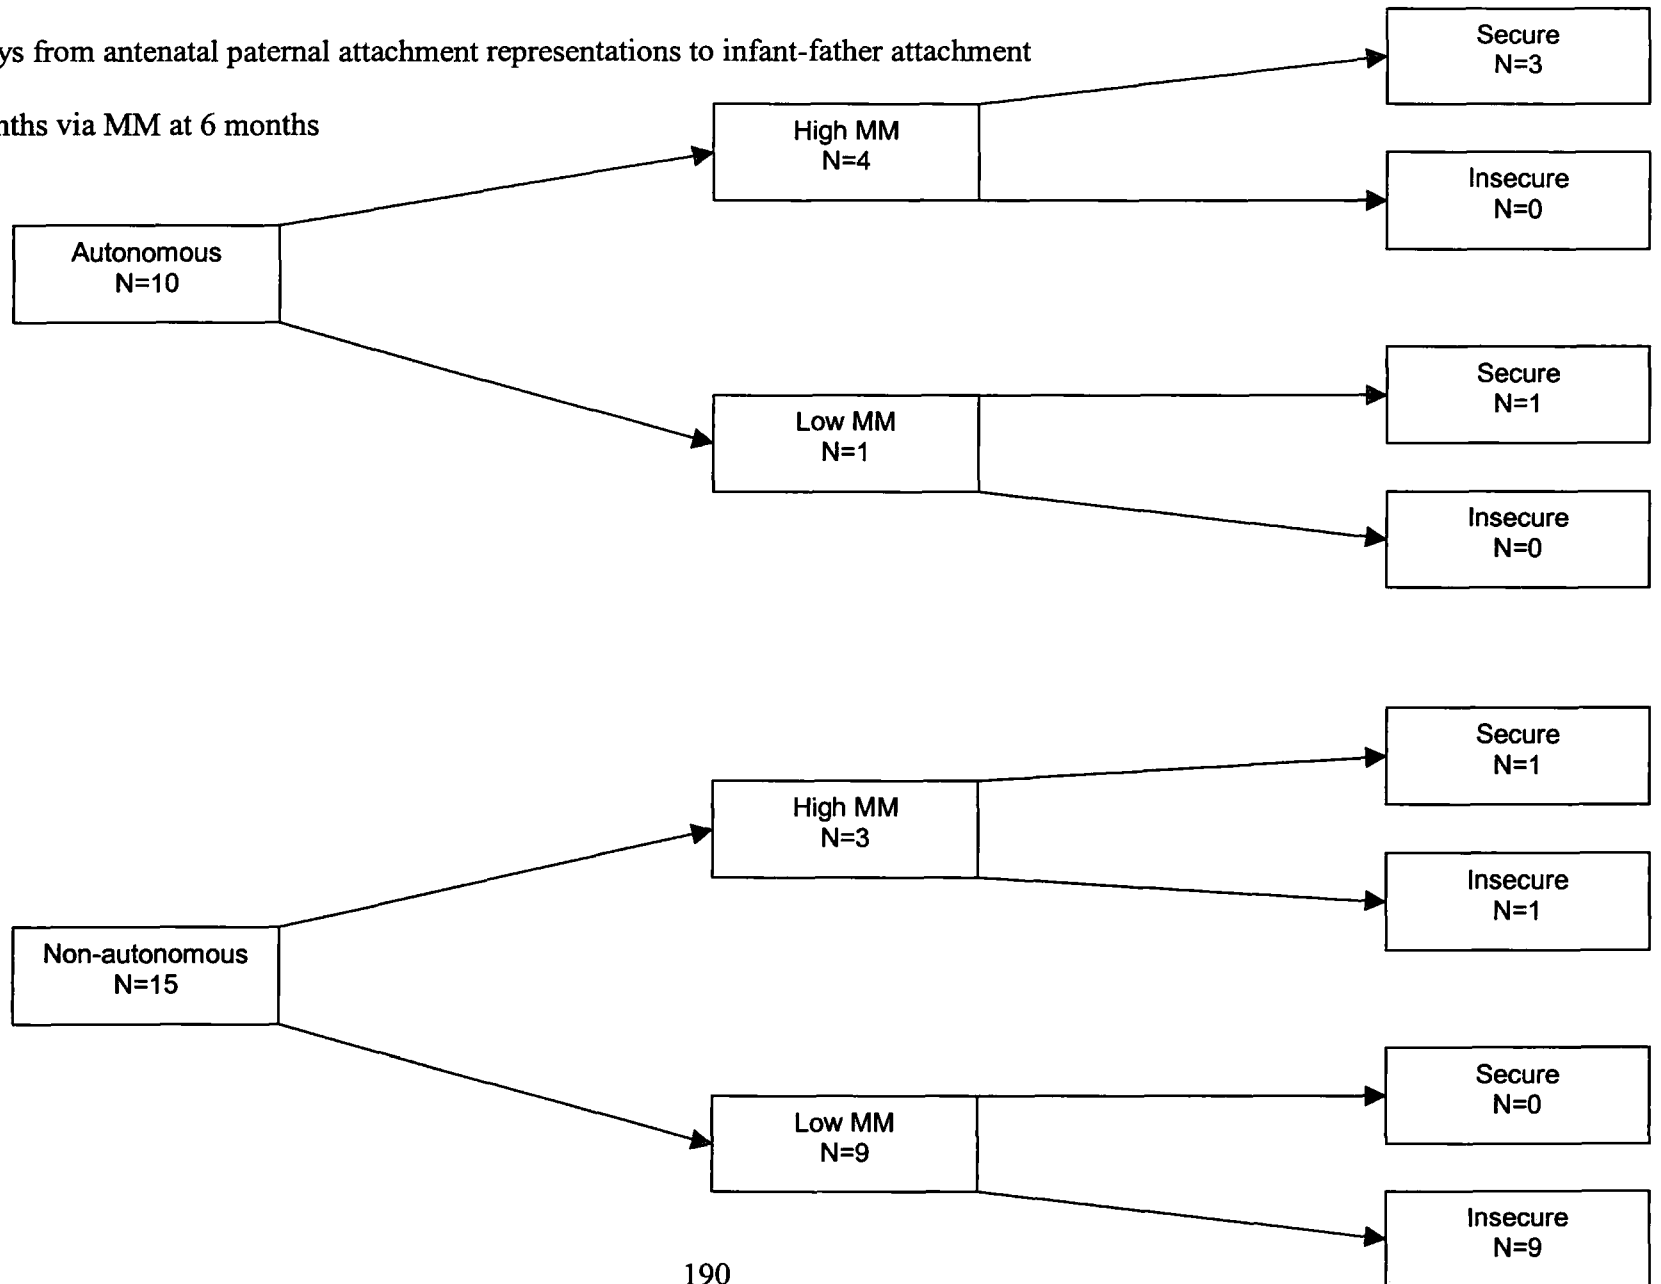 ys from antenatal paternal attachment representations to infant-father attachment
nths via MM at 6 months
Autonomous
N=10
High MM
N=4
Secure
N=3
Insecure
N=0
Low MM
N=1
Secure
N=1
Insecure
N=0
Non-autonomous
N=15
High MM
N=3
Secure
N=1
Insecure
N=1
Low MM
N=9
Secure
N=0
Insecure
N=9
190